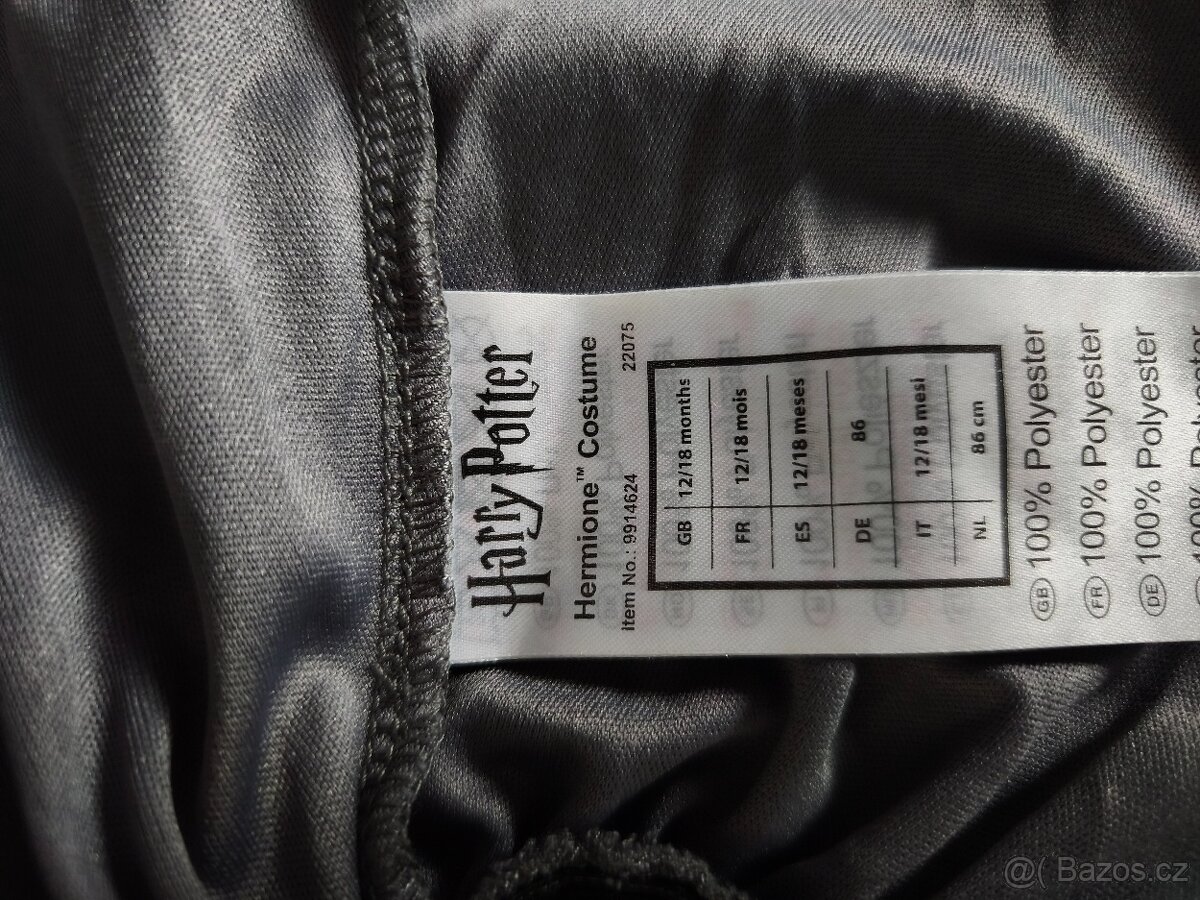 Harry Potter
Hermione™ Costume
Item No.: 9914624 22075
GB 12/18 months
FR 12/18 mois
ES 12/18 meses
DE 86
IT 12/18 mesi
NL 86 cm
GB 100% Polyester
FR 100% Polyester
DE 100% Polyester
@( Bazos.cz